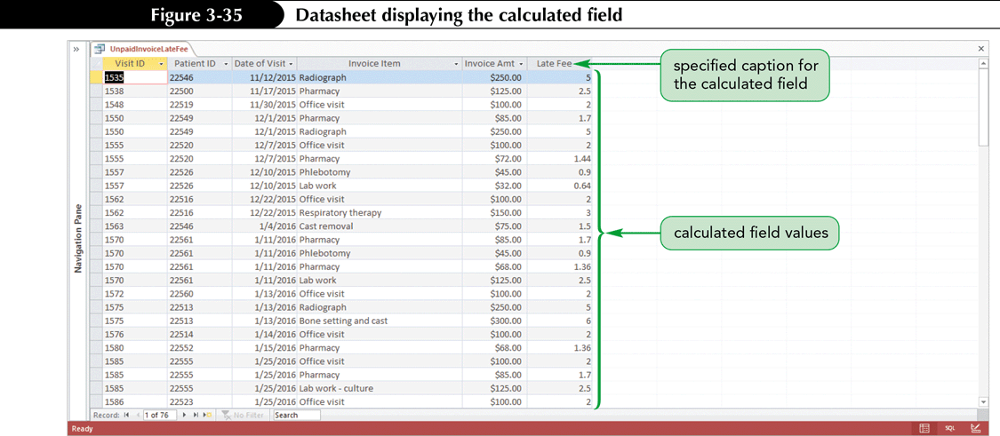 Figure 3-35 Datasheet displaying the calculated field
» UnpaidInvoiceLateFee ×
Visit ID Patient ID Date of Visit Invoice Item Invoice Amt Late Fee
1535 22546 11/12/2015 Radiograph $250.00 5
1538 22500 11/17/2015 Pharmacy $125.00 2.5
1548 22519 11/30/2015 Office visit $100.00 2
1550 22549 12/1/2015 Pharmacy $85.00 1.7
1550 22549 12/1/2015 Radiograph $250.00 5
1555 22520 12/7/2015 Office visit $100.00 2
1555 22520 12/7/2015 Pharmacy $72.00 1.44
1557 22526 12/10/2015 Phlebotomy $45.00 0.9
1557 22526 12/10/2015 Lab work $32.00 0.64
1562 22516 12/22/2015 Office visit $100.00 2
1562 22516 12/22/2015 Respiratory therapy $150.00 3
1563 22546 1/4/2016 Cast removal $75.00 1.5
1570 22561 1/11/2016 Pharmacy $85.00 1.7
1570 22561 1/11/2016 Phlebotomy $45.00 0.9
1570 22561 1/11/2016 Pharmacy $68.00 1.36
1570 22561 1/11/2016 Lab work $125.00 2.5
1572 22560 1/13/2016 Office visit $100.00 2
1575 22513 1/13/2016 Radiograph $250.00 5
1575 22513 1/13/2016 Bone setting and cast $300.00 6
1576 22514 1/14/2016 Office visit $100.00 2
1580 22552 1/15/2016 Pharmacy $68.00 1.36
1585 22555 1/25/2016 Office visit $100.00 2
1585 22555 1/25/2016 Pharmacy $85.00 1.7
1585 22555 1/25/2016 Lab work - culture $125.00 2.5
1586 22523 1/25/2016 Office visit $100.00 2
specified caption for
the calculated field
calculated field values
Navigation Pane
Record: 1 of 76 No Filter Search
Ready SQL